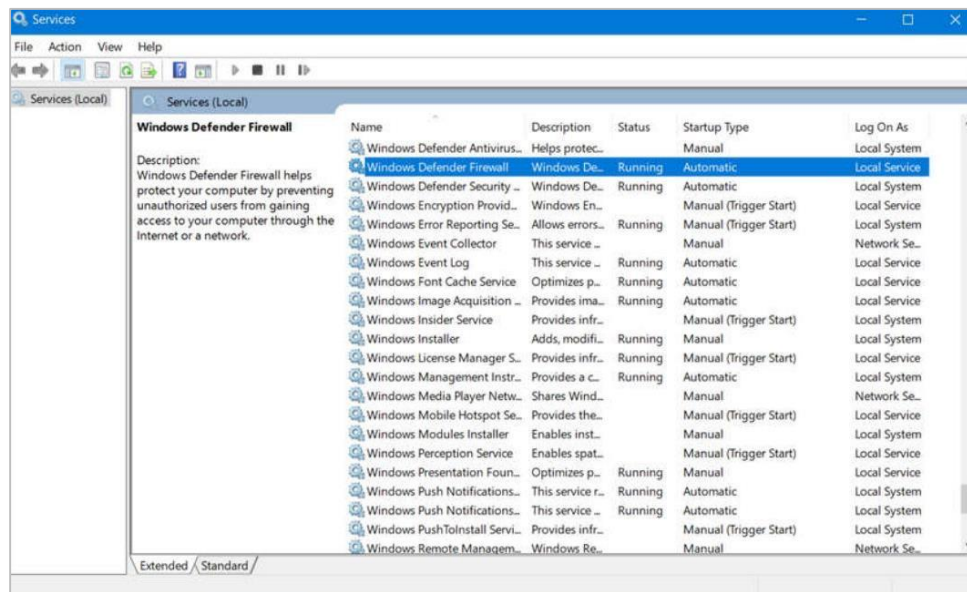 Services
File Action View Help
Services (Local)
Services (Local)
Windows Defender Firewall
Description:
Windows Defender Firewall helps
protect your computer by preventing
unauthorized users from gaining
access to your computer through the
Internet or a network.
Name Description Status Startup Type Log On As
Windows Defender Antivirus... Helps protec... Manual Local System
Windows Defender Firewall Windows De... Running Automatic Local Service
Windows Defender Security ... Windows De... Running Automatic Local System
Windows Encryption Provid... Windows En... Manual (Trigger Start) Local Service
Windows Error Reporting Se... Allows errors... Running Manual (Trigger Start) Local System
Windows Event Collector This service ... Manual Network Se...
Windows Event Log This service ... Running Automatic Local Service
Windows Font Cache Service Optimizes p... Running Automatic Local Service
Windows Image Acquisition ... Provides ima... Running Automatic Local Service
Windows Insider Service Provides infr... Manual (Trigger Start) Local System
Windows Installer Adds, modifi... Running Manual Local System
Windows License Manager S... Provides infr... Running Manual (Trigger Start) Local Service
Windows Management Instr... Provides a c... Running Automatic Local System
Windows Media Player Netw... Shares Wind... Manual Network Se...
Windows Mobile Hotspot Se... Provides the... Manual (Trigger Start) Local Service
Windows Modules Installer Enables inst... Manual Local System
Windows Perception Service Enables spat... Manual (Trigger Start) Local Service
Windows Presentation Foun... Optimizes p... Running Manual Local Service
Windows Push Notifications... This service r... Running Automatic Local System
Windows Push Notifications... This service ... Running Automatic Local System
Windows PushToInstall Servi... Provides infr... Manual (Trigger Start) Local System
Windows Remote Managem... Windows Re... Manual Network Se...
Extended Standard